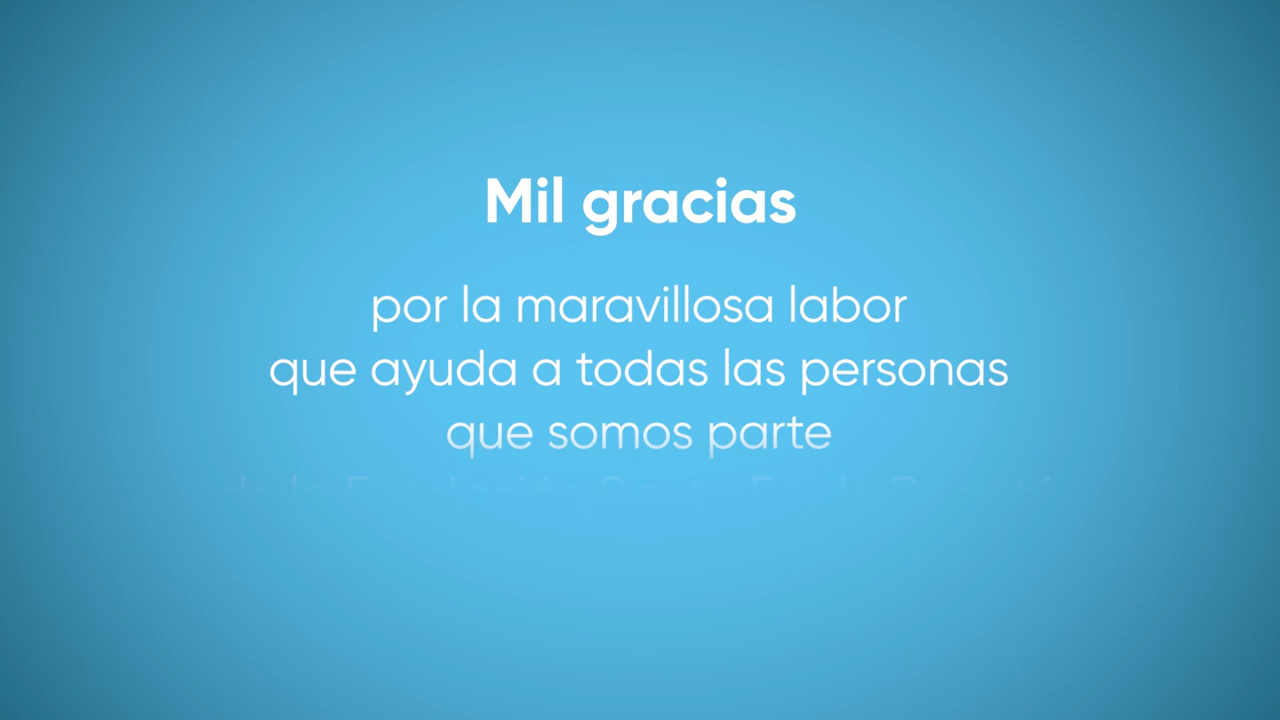 Mil gracias
por la maravillosa labor
que ayuda a todas las personas
que somos parte